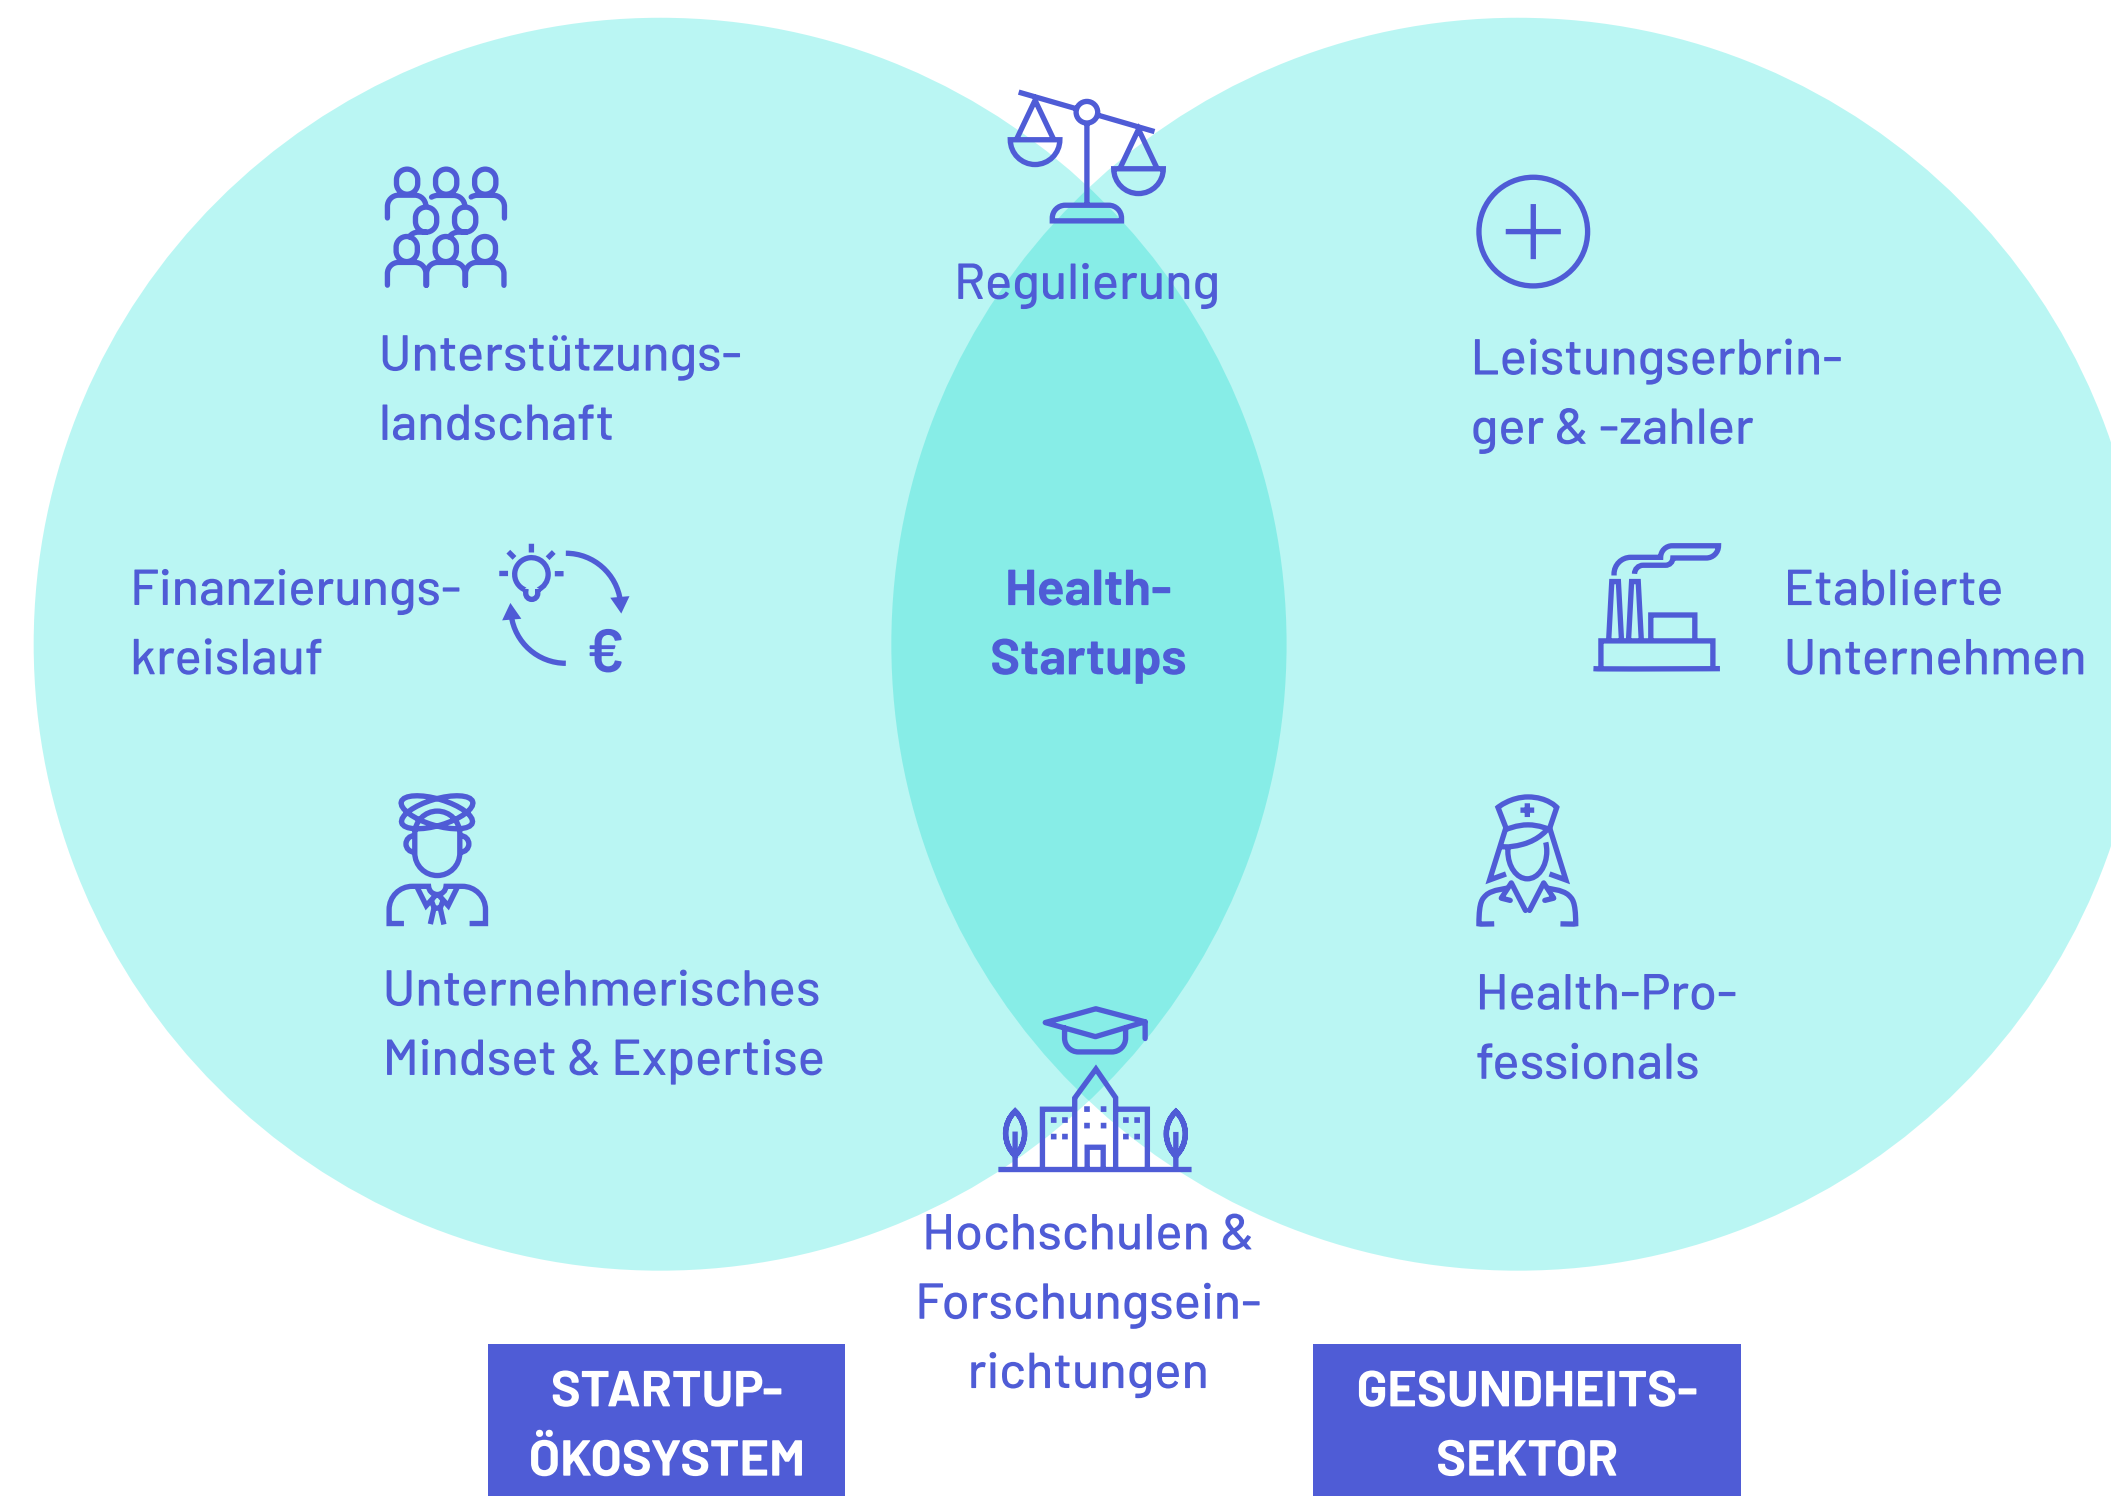 Regulierung
Unterstützungs-
landschaft
Leistungserbrin-
ger & -zahler
Finanzierungs-
kreislauf
€
Health-
Startups
Etablierte
Unternehmen
Unternehmerisches
Mindset & Expertise
Health-Pro-
fessionals
Hochschulen &
Forschungsein-
richtungen
STARTUP-
ÖKOSYSTEM
GESUNDHEITS-
SEKTOR